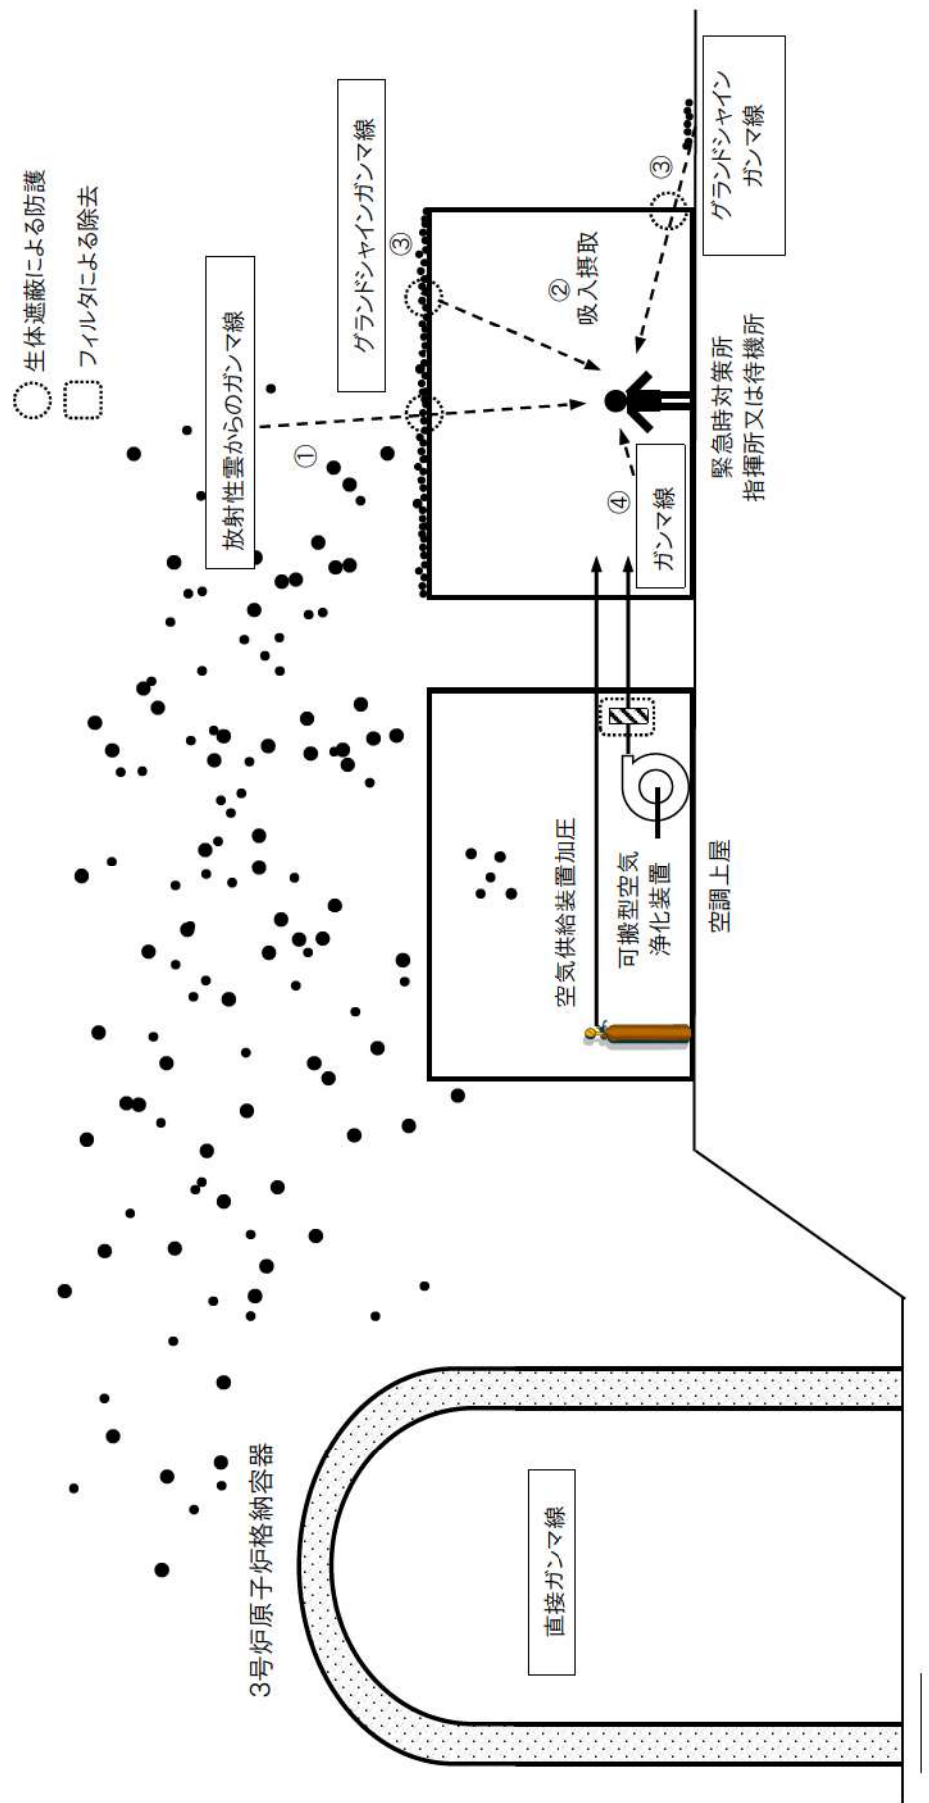 生体遮蔽による防護
フィルタによる除去
3号炉原子炉格納容器
直接ガンマ線
放射性雲からのガンマ線
①
グランドシャインガンマ線
③
②
吸入摂取
③
グランドシャイン
ガンマ線
④
ガンマ線
緊急時対策所
指揮所又は待機所
空気供給装置加圧
可搬型空気
浄化装置
空調上屋